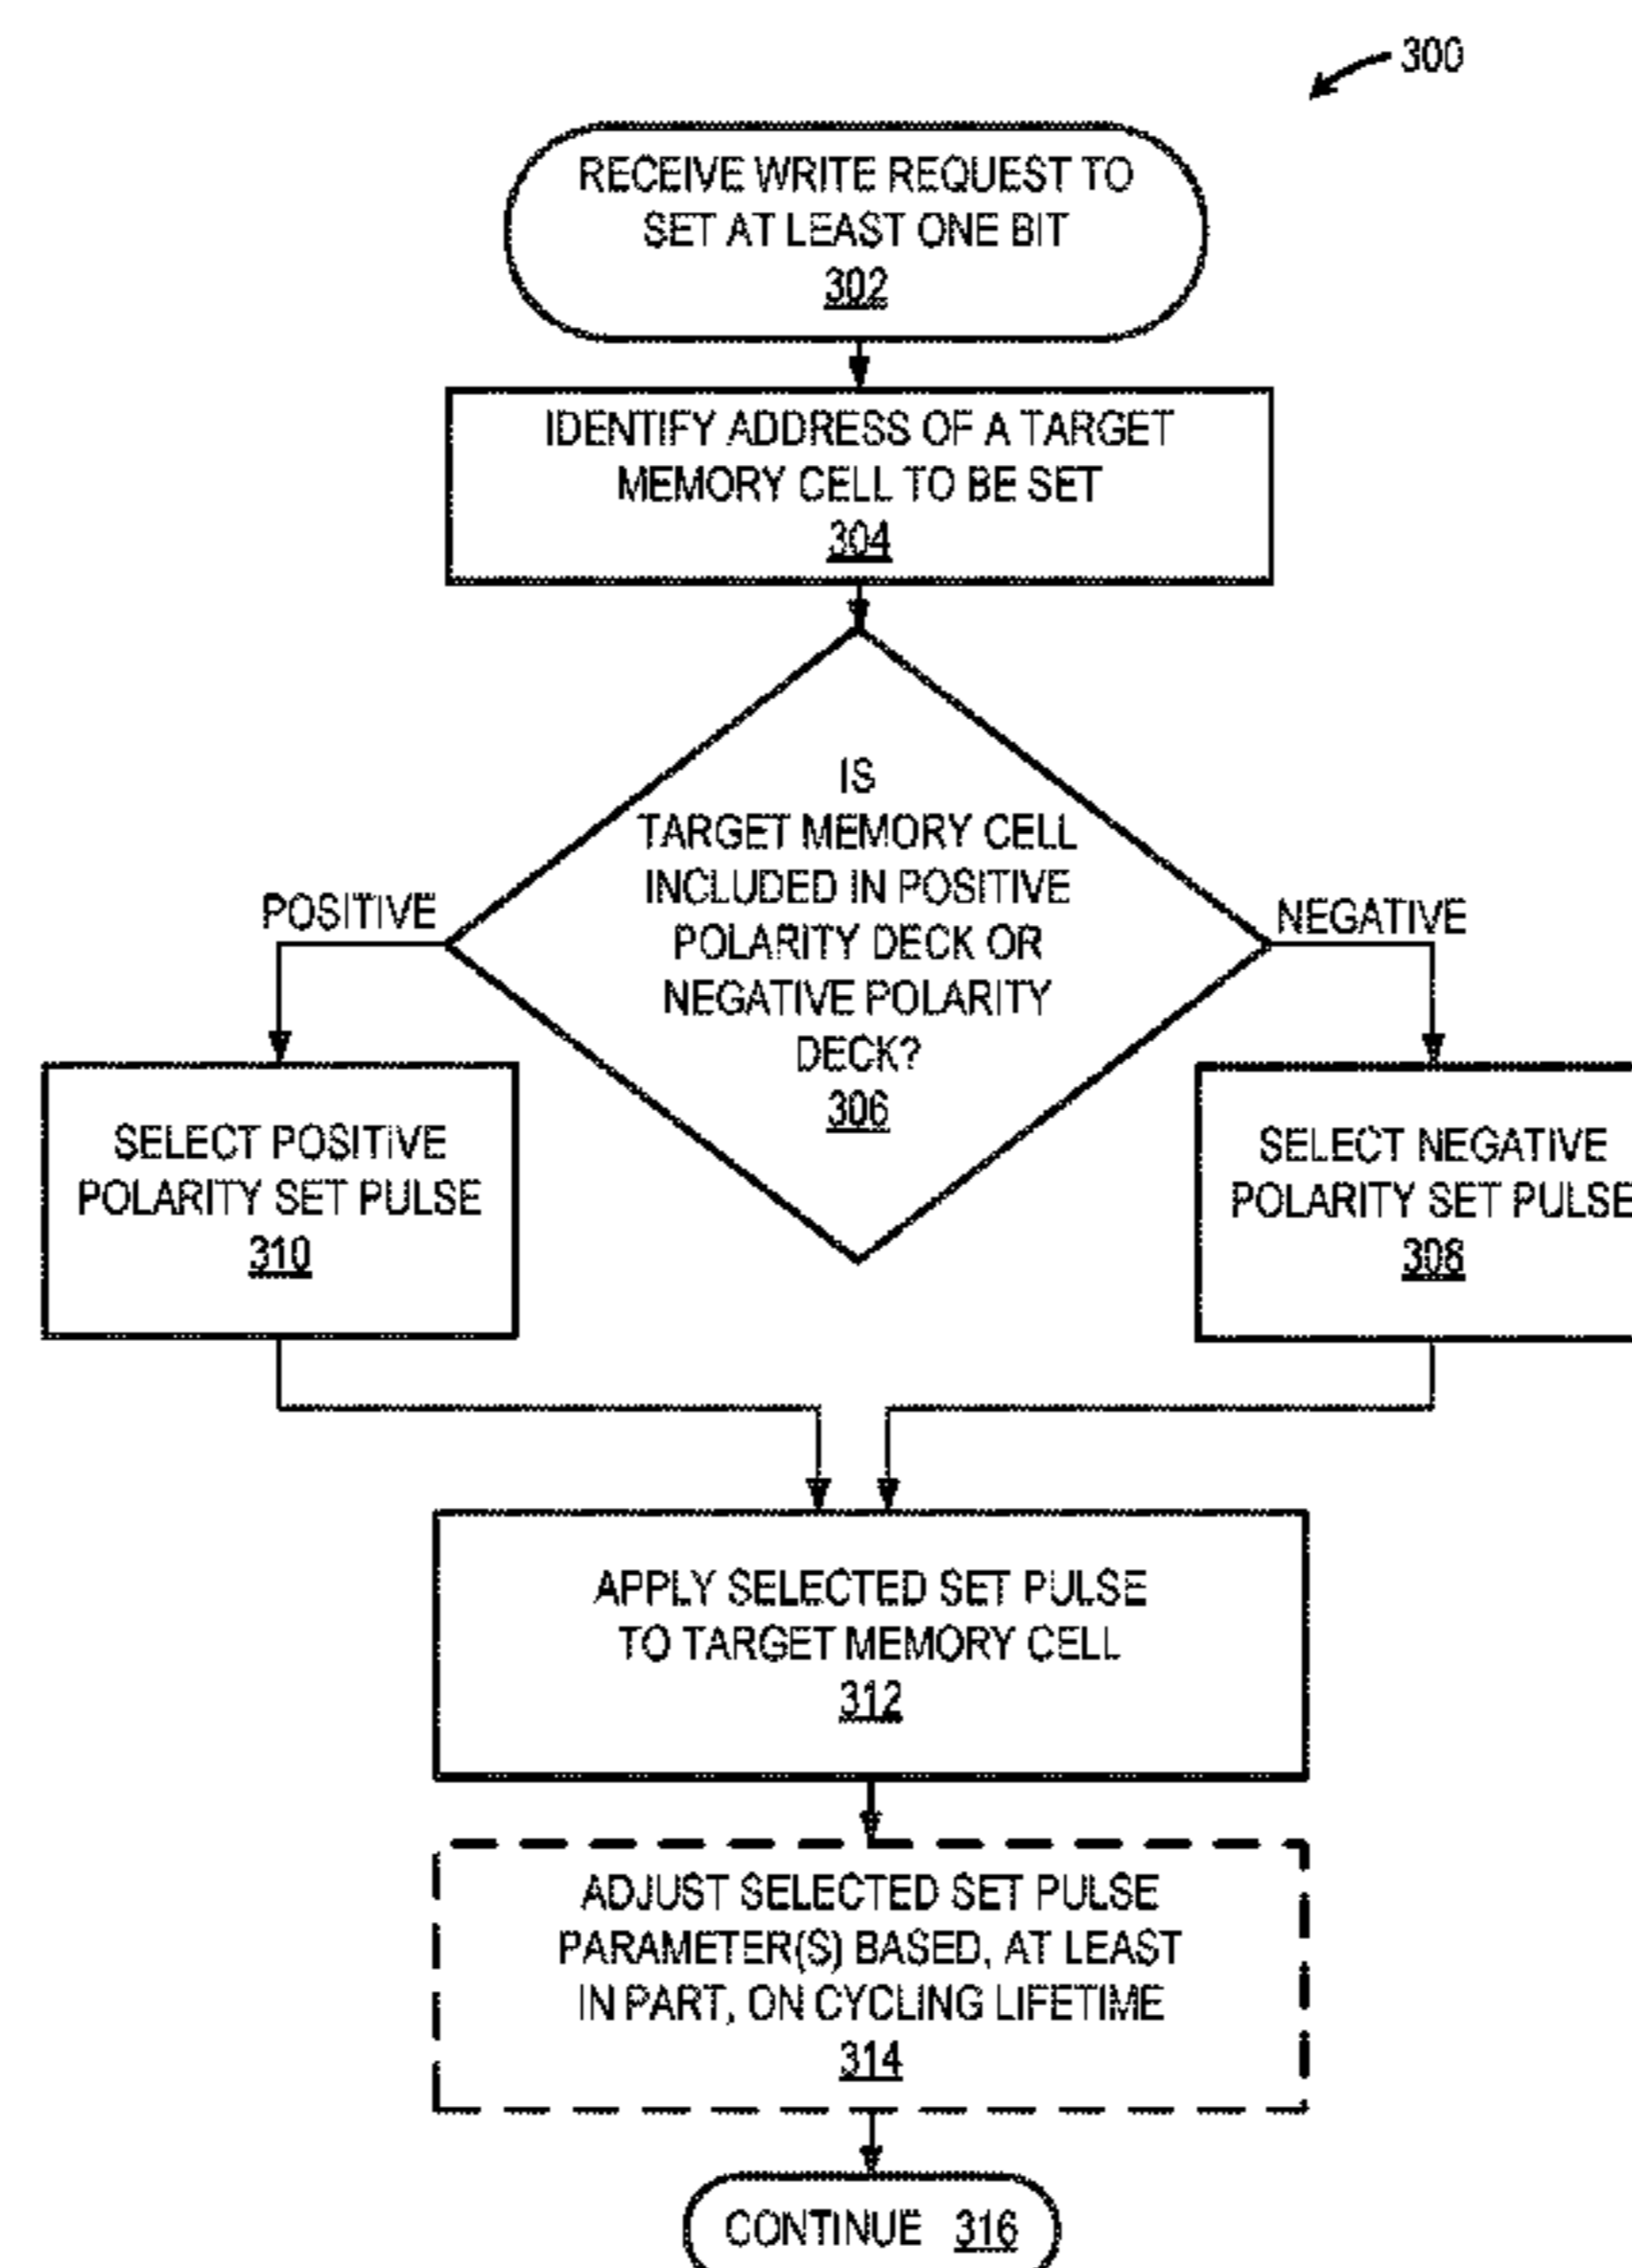 300
RECEIVE WRITE REQUEST TO
SET AT LEAST ONE BIT
302
IDENTIFY ADDRESS OF A TARGET
MEMORY CELL TO BE SET
304
IS
TARGET MEMORY CELL
INCLUDED IN POSITIVE
POLARITY DECK OR
NEGATIVE POLARITY
DECK?
306
POSITIVE
NEGATIVE
SELECT POSITIVE
POLARITY SET PULSE
310
SELECT NEGATIVE
POLARITY SET PULSE
308
APPLY SELECTED SET PULSE
TO TARGET MEMORY CELL
312
ADJUST SELECTED SET PULSE
PARAMETER(S) BASED, AT LEAST
IN PART, ON CYCLING LIFETIME
314
CONTINUE 316